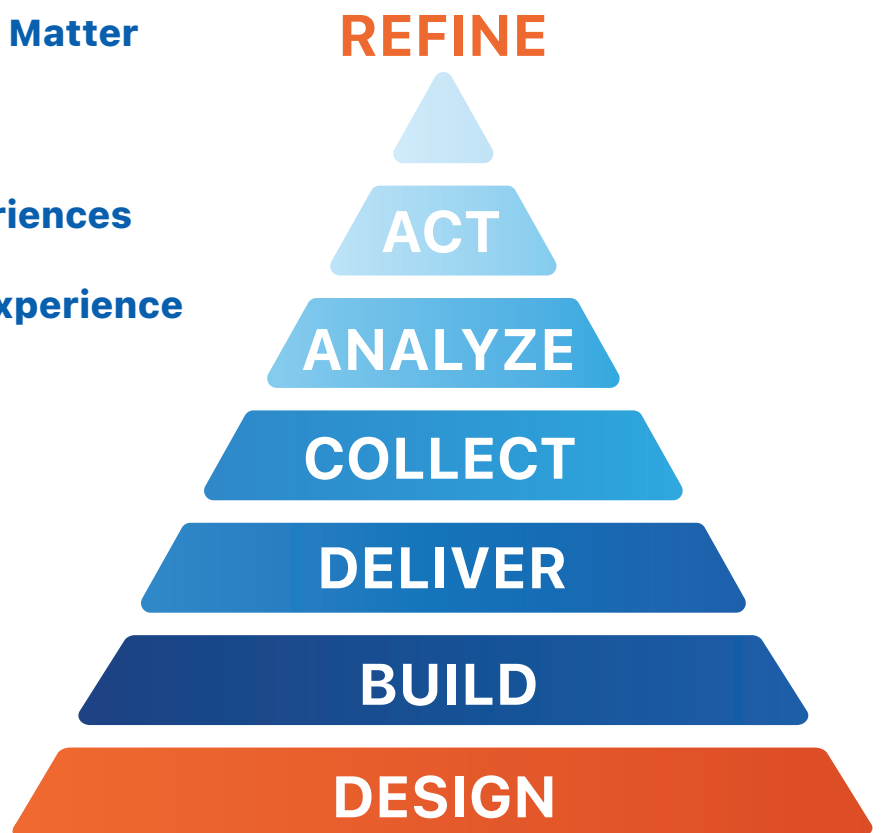 Matter
REFINE
riences
ACT
xperience
ANALYZE
COLLECT
DELIVER
BUILD
DESIGN